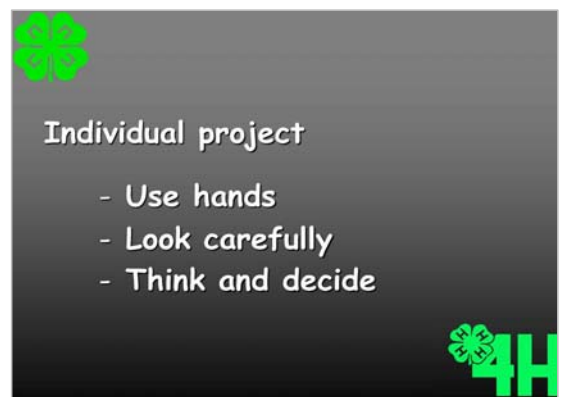 Individual project
- Use hands
- Look carefully
- Think and decide
4H